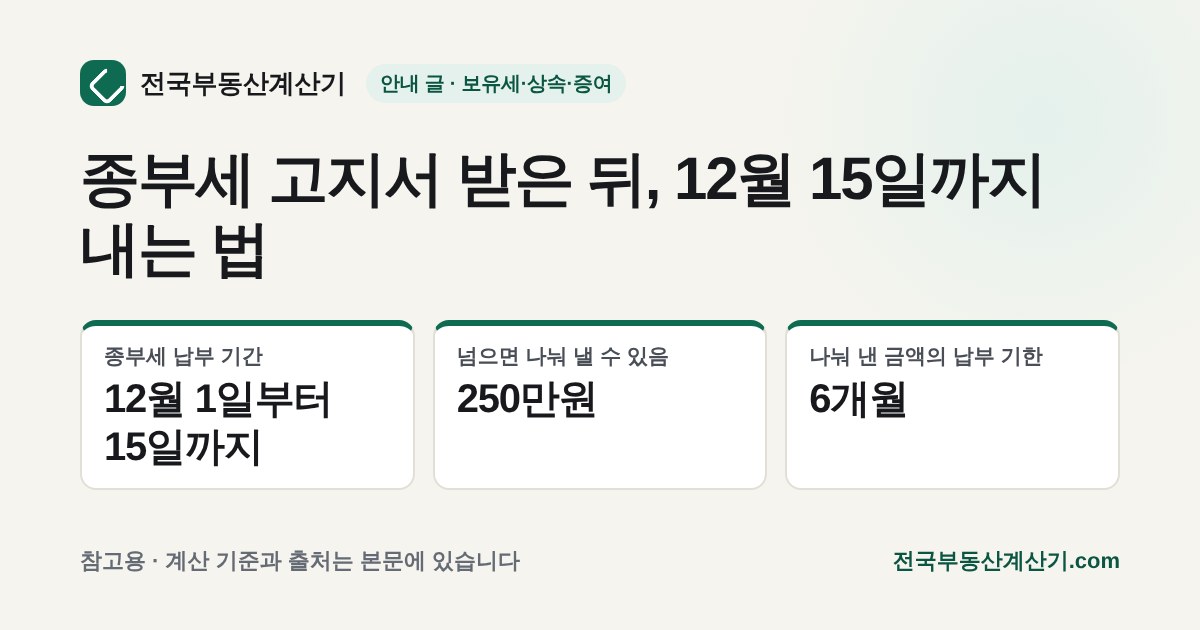 전국부동산계산기
안내 글 · 보유세·상속·증여
종부세 고지서 받은 뒤, 12월 15일까지
내는 법
종부세 납부 기간
12월 1일부터
15일까지
넘으면 나눠 낼 수 있음
250만원
나눠 낸 금액의 납부 기한
6개월
참고용 · 계산 기준과 출처는 본문에 있습니다
전국부동산계산기.com